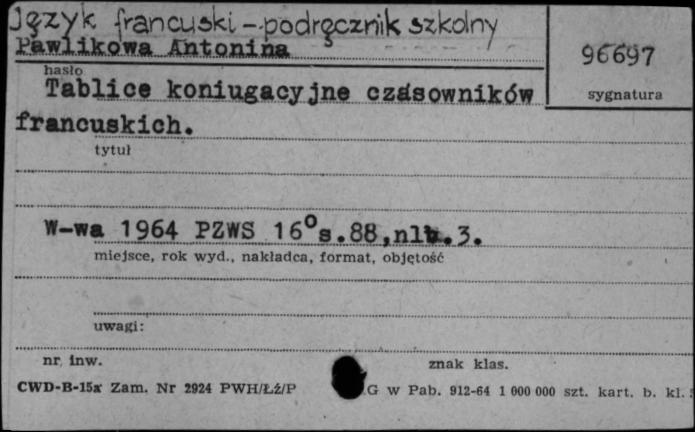 Język francuski - podręcznik szkolny
Pawlikowa Antonina
96697
hasło
sygnatura
Tablice koniugacyjne czasowników
francuskich.
tytuł
W-wa 1964 PZWS 16° s.88,nlb.3.
miejsce, rok wyd., nakładca, format, objętość
uwagi:
nr inw.
znak klas.
CWD-B-15a Zam. Nr 2924 PWH/Łż/P
G w Pab. 912-64 1 000 000 szt. kart. b. kl.